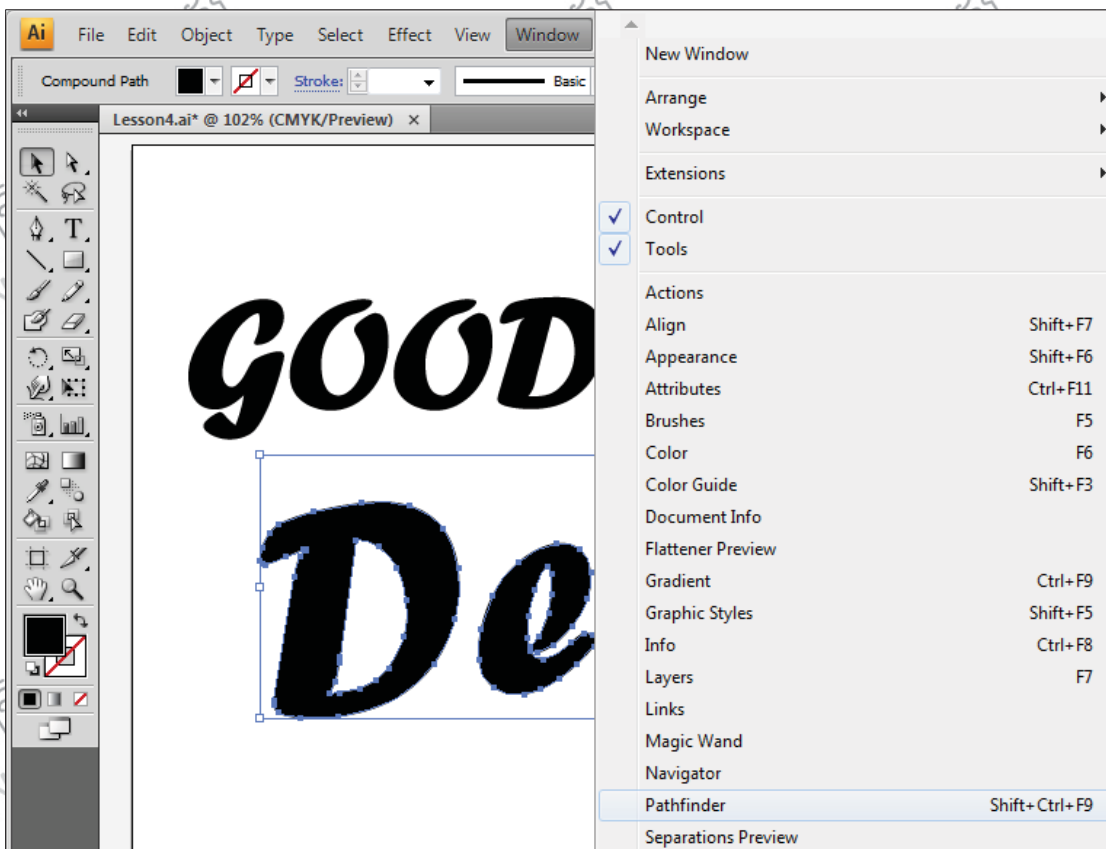 Ai File Edit Object Type Select Effect View Window
Compound Path Stroke: Basic
Lesson4.ai* @ 102% (CMYK/Preview) ×
GOOD
De
New Window
Arrange
Workspace
Extensions
Control
Tools
Actions
Align Shift+F7
Appearance Shift+F6
Attributes Ctrl+F11
Brushes F5
Color F6
Color Guide Shift+F3
Document Info
Flattener Preview
Gradient Ctrl+F9
Graphic Styles Shift+F5
Info Ctrl+F8
Layers F7
Links
Magic Wand
Navigator
Pathfinder Shift+Ctrl+F9
Separations Preview